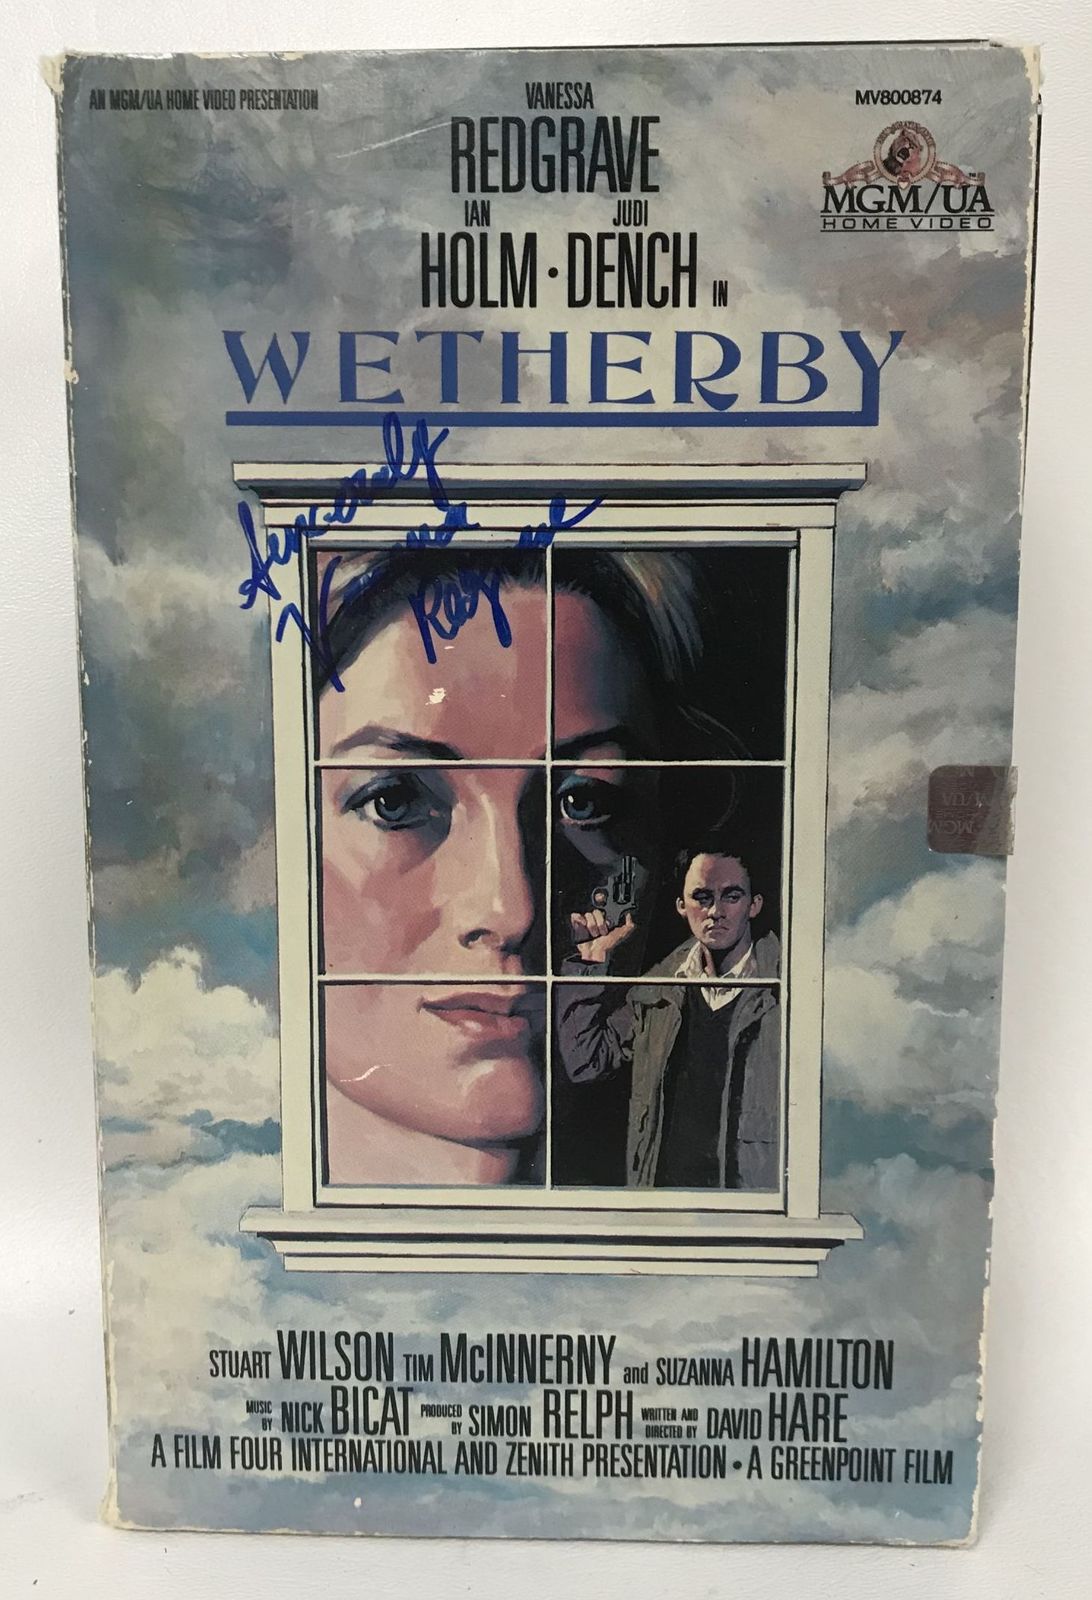 AN MGM/UA HOME VIDEO PRESENTATION
MV800874
MGM/UA
HOME VIDEO
VANESSA
REDGRAVE
IAN JUDI
HOLM • DENCH IN
WETHERBY
Sincerely
Vanessa
Redgrave
MGM
STUART WILSON TIM McINNERNY and SUZANNA HAMILTON
MUSIC BY NICK BICAT PRODUCED BY SIMON RELPH WRITTEN AND DIRECTED BY DAVID HARE
A FILM FOUR INTERNATIONAL AND ZENITH PRESENTATION • A GREENPOINT FILM